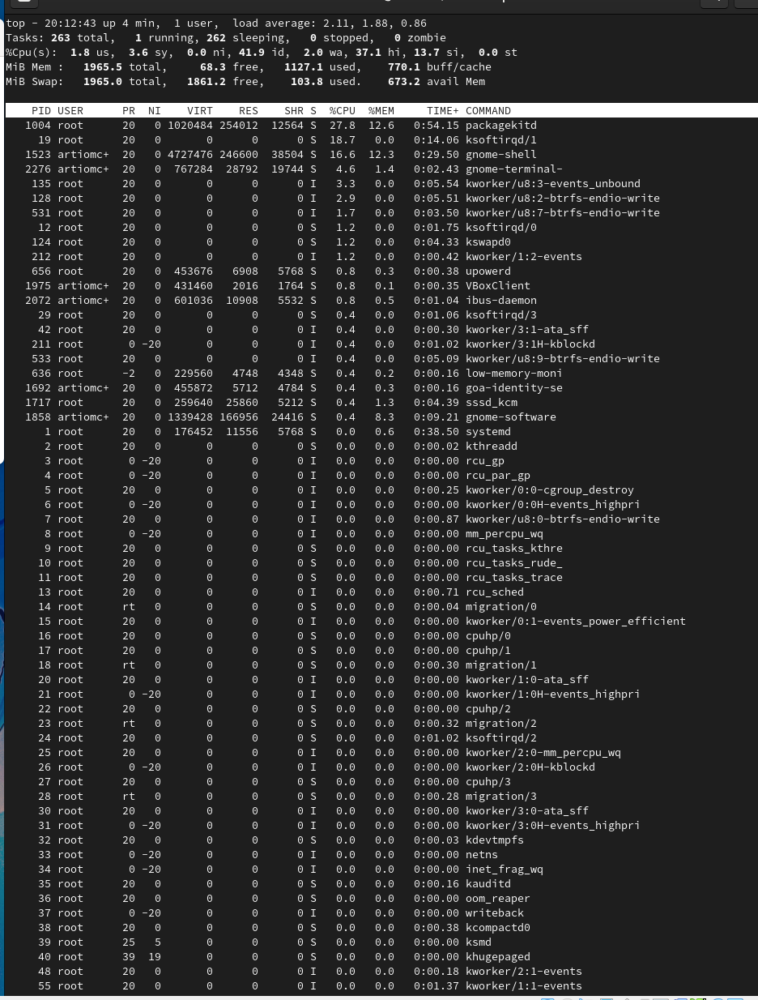 top - 20:12:43 up 4 min,  1 user,  load average: 2.11, 1.88, 0.86
Tasks: 263 total,   1 running, 262 sleeping,   0 stopped,   0 zombie
%Cpu(s):  1.8 us,  3.6 sy,  0.0 ni, 41.9 id,  2.0 wa, 37.1 hi, 13.7 si,  0.0 st
MiB Mem :   1965.5 total,     68.3 free,   1127.1 used,    770.1 buff/cache
MiB Swap:   1965.0 total,   1861.2 free,    103.8 used.    673.2 avail Mem
PID USER PR NI VIRT RES SHR S %CPU %MEM TIME+ COMMAND
1004 root 20 0 1020484 254012 12564 S 27.8 12.6 0:54.15 packagekitd
19 root 20 0 0 0 0 S 18.7 0.0 0:14.06 ksoftirqd/1
1523 artiomc+ 20 0 4727476 246600 38504 S 16.6 12.3 0:29.50 gnome-shell
2276 artiomc+ 20 0 767284 28792 19744 S 4.6 1.4 0:02.43 gnome-terminal-
135 root 20 0 0 0 0 I 3.3 0.0 0:05.54 kworker/u8:3-events_unbound
128 root 20 0 0 0 0 I 2.9 0.0 0:05.51 kworker/u8:2-btrfs-endio-write
531 root 20 0 0 0 0 I 1.7 0.0 0:03.50 kworker/u8:7-btrfs-endio-write
12 root 20 0 0 0 0 S 1.2 0.0 0:01.75 ksoftirqd/0
124 root 20 0 0 0 0 S 1.2 0.0 0:04.33 kswapd0
212 root 20 0 0 0 0 I 1.2 0.0 0:00.42 kworker/1:2-events
656 root 20 0 453676 6908 5768 S 0.8 0.3 0:00.38 upowerd
1975 artiomc+ 20 0 431460 2016 1764 S 0.8 0.1 0:00.35 VBoxClient
2072 artiomc+ 20 0 601036 10908 5532 S 0.8 0.5 0:01.04 ibus-daemon
29 root 20 0 0 0 0 S 0.4 0.0 0:01.06 ksoftirqd/3
42 root 20 0 0 0 0 I 0.4 0.0 0:00.30 kworker/3:1-ata_sff
211 root 0 -20 0 0 0 I 0.4 0.0 0:01.02 kworker/3:1H-kblockd
533 root 20 0 0 0 0 I 0.4 0.0 0:05.09 kworker/u8:9-btrfs-endio-write
636 root -2 0 229560 4748 4348 S 0.4 0.2 0:00.16 low-memory-moni
1692 artiomc+ 20 0 455872 5712 4784 S 0.4 0.3 0:00.16 goa-identity-se
1717 root 20 0 259640 25860 5212 S 0.4 1.3 0:04.39 sssd_kcm
1858 artiomc+ 20 0 1339428 166956 24416 S 0.4 8.3 0:09.21 gnome-software
1 root 20 0 176452 11556 5768 S 0.0 0.6 0:38.50 systemd
2 root 20 0 0 0 0 S 0.0 0.0 0:00.02 kthreadd
3 root 0 -20 0 0 0 I 0.0 0.0 0:00.00 rcu_gp
4 root 0 -20 0 0 0 I 0.0 0.0 0:00.00 rcu_par_gp
5 root 20 0 0 0 0 I 0.0 0.0 0:00.25 kworker/0:0-cgroup_destroy
6 root 0 -20 0 0 0 I 0.0 0.0 0:00.00 kworker/0:0H-events_highpri
7 root 20 0 0 0 0 I 0.0 0.0 0:00.87 kworker/u8:0-btrfs-endio-write
8 root 0 -20 0 0 0 I 0.0 0.0 0:00.00 mm_percpu_wq
9 root 20 0 0 0 0 S 0.0 0.0 0:00.00 rcu_tasks_kthre
10 root 20 0 0 0 0 S 0.0 0.0 0:00.00 rcu_tasks_rude_
11 root 20 0 0 0 0 S 0.0 0.0 0:00.00 rcu_tasks_trace
13 root 20 0 0 0 0 I 0.0 0.0 0:00.71 rcu_sched
14 root rt 0 0 0 0 S 0.0 0.0 0:00.04 migration/0
15 root 20 0 0 0 0 I 0.0 0.0 0:00.00 kworker/0:1-events_power_efficient
16 root 20 0 0 0 0 S 0.0 0.0 0:00.00 cpuhp/0
17 root 20 0 0 0 0 S 0.0 0.0 0:00.00 cpuhp/1
18 root rt 0 0 0 0 S 0.0 0.0 0:00.30 migration/1
20 root 20 0 0 0 0 I 0.0 0.0 0:00.00 kworker/1:0-ata_sff
21 root 0 -20 0 0 0 I 0.0 0.0 0:00.00 kworker/1:0H-events_highpri
22 root 20 0 0 0 0 S 0.0 0.0 0:00.00 cpuhp/2
23 root rt 0 0 0 0 S 0.0 0.0 0:00.32 migration/2
24 root 20 0 0 0 0 S 0.0 0.0 0:01.02 ksoftirqd/2
25 root 20 0 0 0 0 I 0.0 0.0 0:00.00 kworker/2:0-mm_percpu_wq
26 root 0 -20 0 0 0 I 0.0 0.0 0:00.00 kworker/2:0H-kblockd
27 root 20 0 0 0 0 S 0.0 0.0 0:00.00 cpuhp/3
28 root rt 0 0 0 0 S 0.0 0.0 0:00.28 migration/3
30 root 20 0 0 0 0 I 0.0 0.0 0:00.00 kworker/3:0-ata_sff
31 root 0 -20 0 0 0 I 0.0 0.0 0:00.00 kworker/3:0H-events_highpri
32 root 20 0 0 0 0 S 0.0 0.0 0:00.03 kdevtmpfs
33 root 0 -20 0 0 0 I 0.0 0.0 0:00.00 netns
34 root 0 -20 0 0 0 I 0.0 0.0 0:00.00 inet_frag_wq
35 root 20 0 0 0 0 S 0.0 0.0 0:00.16 kauditd
36 root 20 0 0 0 0 S 0.0 0.0 0:00.00 oom_reaper
37 root 0 -20 0 0 0 I 0.0 0.0 0:00.00 writeback
38 root 20 0 0 0 0 S 0.0 0.0 0:00.38 kcompactd0
39 root 25 5 0 0 0 S 0.0 0.0 0:00.00 ksmd
40 root 39 19 0 0 0 S 0.0 0.0 0:00.00 khugepaged
48 root 20 0 0 0 0 I 0.0 0.0 0:00.18 kworker/2:1-events
55 root 20 0 0 0 0 I 0.0 0.0 0:01.37 kworker/1:1-events